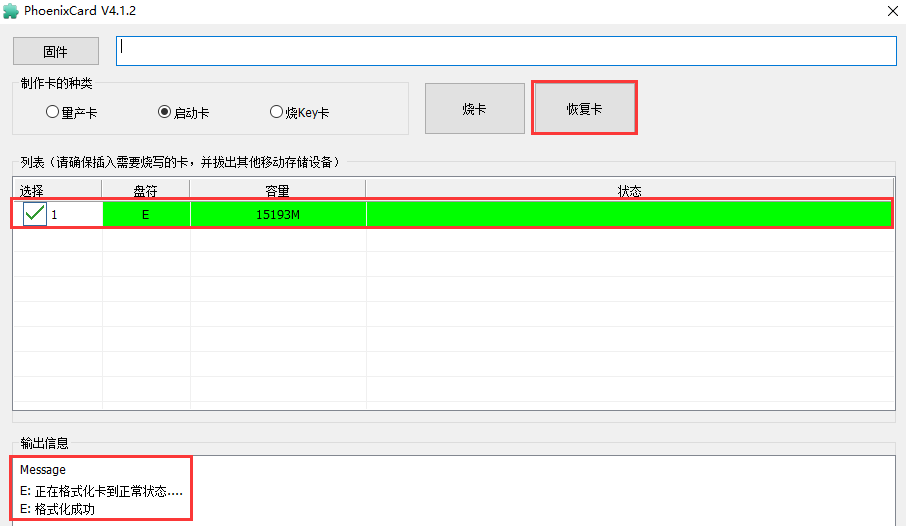 PhoenixCard V4.1.2
固件
制作卡的种类
量产卡 启动卡 烧Key卡 烧卡 恢复卡
列表（请确保插入需要烧写的卡，并拔出其他移动存储设备）
选择 盘符 容量 状态
1 E 15193M
输出信息
Message
E: 正在格式化卡到正常状态....
E: 格式化成功